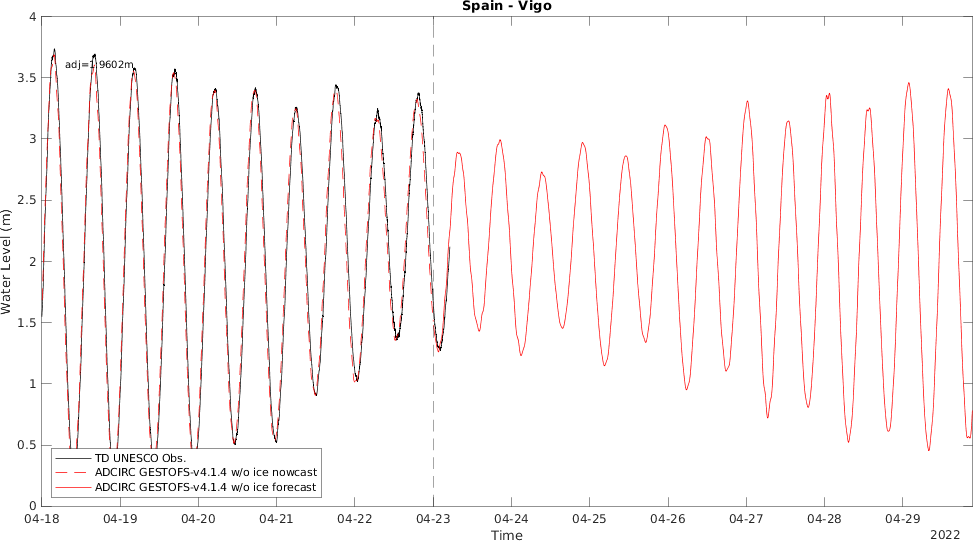 Spain - Vigo
4
3.5
3
2.5
2
1.5
1
0.5
0
Water Level (m)
adj=1.9602m
TD UNESCO Obs.
ADCIRC GESTOFS-v4.1.4 w/o ice nowcast
ADCIRC GESTOFS-v4.1.4 w/o ice forecast
04-18 04-19 04-20 04-21 04-22 04-23 04-24 04-25 04-26 04-27 04-28 04-29
Time
2022